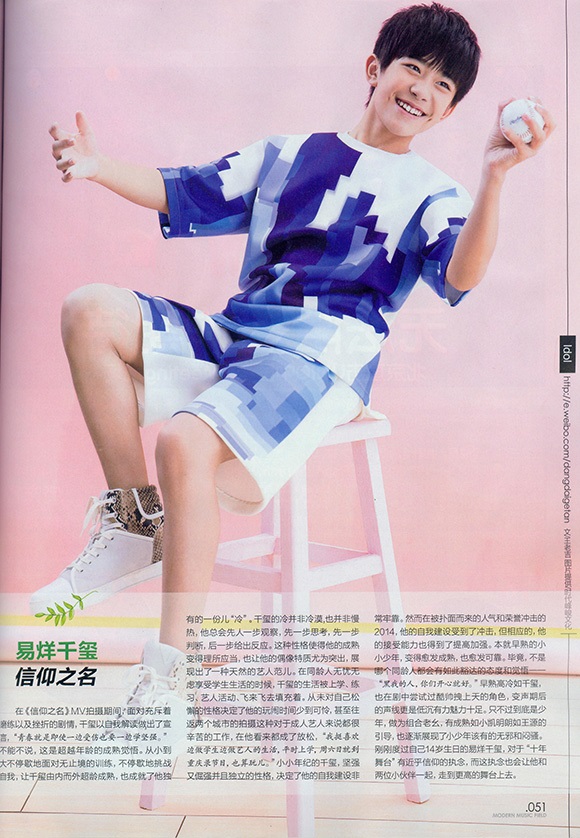 Idol
http://e.weibo.com/dangdaigetan
易烊千玺
信仰之名
在《信仰之名》MV拍摄期间，面对充斥着
磨练以及挫折的剧情，千玺以自我解读做出了宣
言，“青春就是即使一边受伤也要一边学坚强。”
不能不说，这是超越年龄的成熟觉悟。从小到
大不停歇地面对无止境的训练，不停歇地挑战
自我，让千玺由内而外超龄成熟，也成就了他独
有的一份儿“冷”。千玺的冷并非冷漠，也并非慢
热，他总会先人一步观察，先一步思考，先一步
判断，后一步给出反应。这种性格使得他的成熟
变得理所应当，也让他的偶像特质尤为突出，展
现出了一种天然的艺人范儿。在同龄人无忧无
虑享受学生生活的时候，千玺的生活被上学、练
习、艺人活动、飞来飞去填充着。从未对自己松
懈的性格决定了他的玩闹时间少到可怜，甚至往
返两个城市的拍摄这种对于成人艺人来说都很
辛苦的工作，在他看来都成了放松，“我挺喜欢
边做学生边做艺人的生活，平时上学，周六日就到
重庆录节目，也算玩儿。”小小年纪的千玺，坚强
又倔强并且独立的性格，决定了他的自我建设非
常牢靠。然而在被扑面而来的人气和荣誉冲击的
2014，他的自我建设受到了冲击，但相应的，他
的接受能力也得到了提高加强。本就早熟的小
小少年，变得愈发成熟，也愈发可靠。毕竟，不是
哪个同龄人都会有如此豁达的态度和觉悟——
“黑我的人，你们开心就好。”早熟高冷如千玺，
也在剧中尝试过酷帅拽上天的角色，变声期后
的声线更是低沉有力魅力十足。只不过到底是少
年，做为组合老幺，有成熟如小凯明朗如王源的
引导，也逐渐展现了小少年该有的无邪和闷骚。
刚刚度过自己14岁生日的易烊千玺，对于“十年
舞台”有近乎信仰的执念，而这执念也会让他和
两位小伙伴一起，走到更高的舞台上去。
.051
MODERN MUSIC FIELD